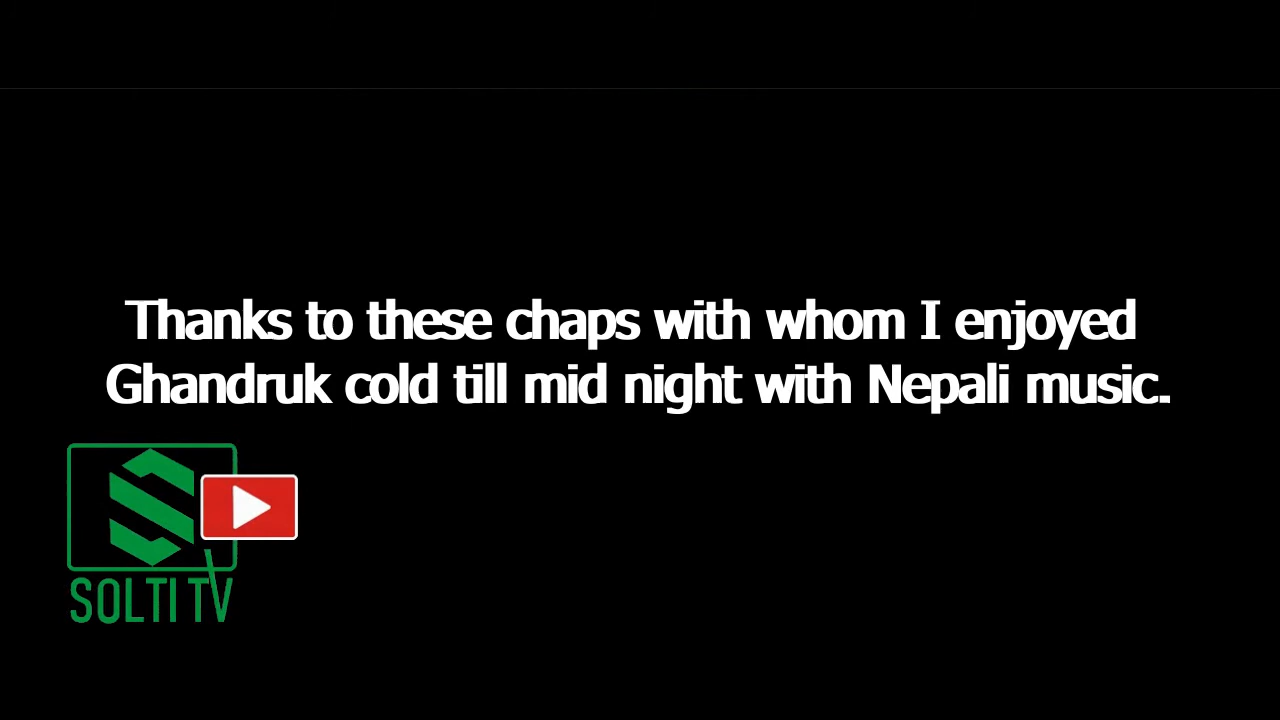 Thanks to these chaps with whom I enjoyed
Ghandruk cold till mid night with Nepali music.
SOLTI TV